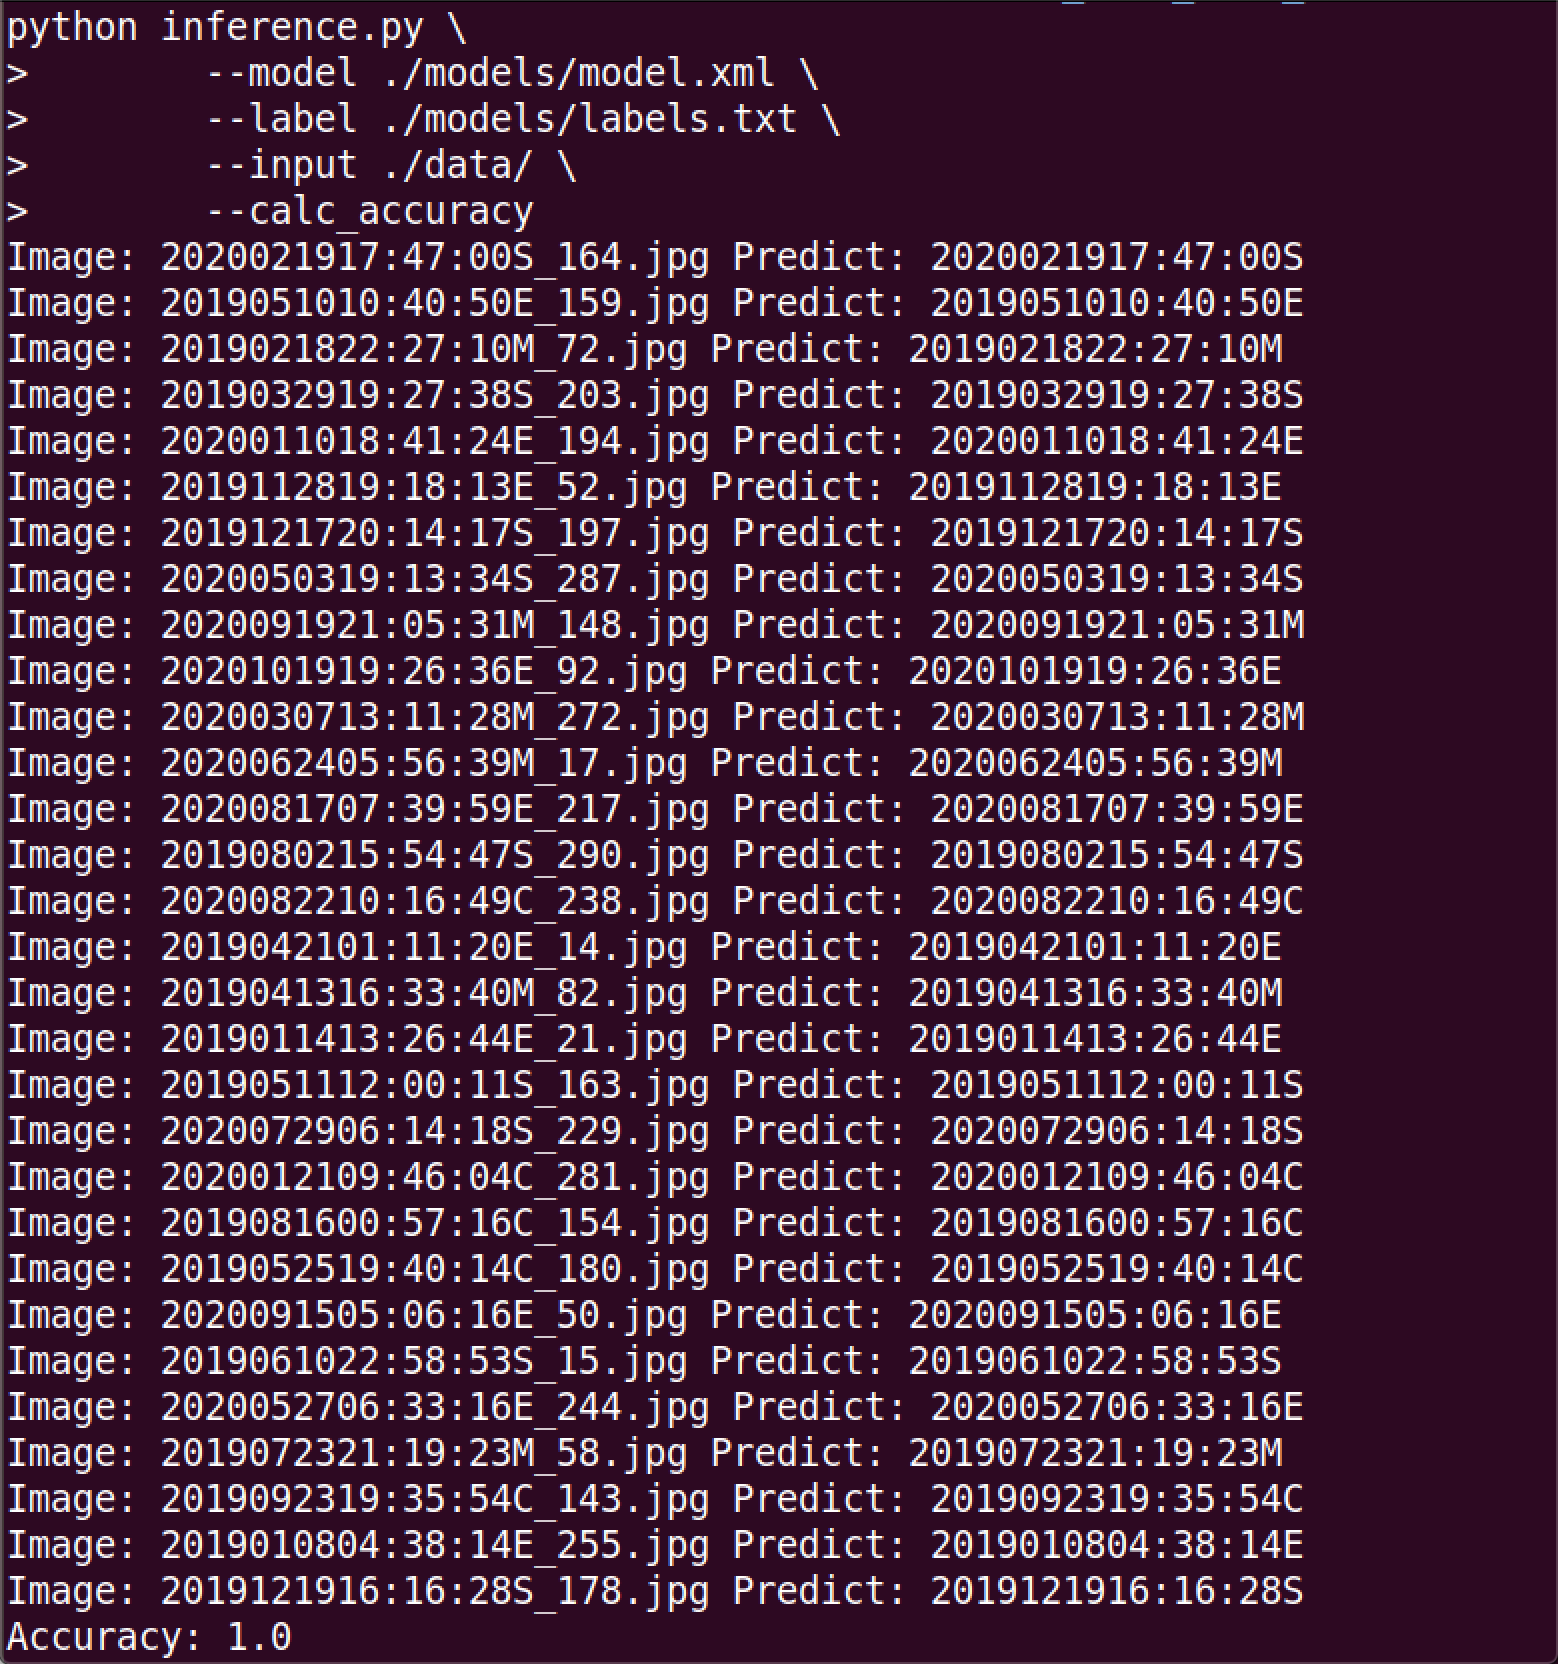 python inference.py \
>        --model ./models/model.xml \
>        --label ./models/labels.txt \
>        --input ./data/ \
>        --calc_accuracy
Image: 2020021917:47:00S_164.jpg Predict: 2020021917:47:00S
Image: 2019051010:40:50E_159.jpg Predict: 2019051010:40:50E
Image: 2019021822:27:10M_72.jpg Predict: 2019021822:27:10M
Image: 2019032919:27:38S_203.jpg Predict: 2019032919:27:38S
Image: 2020011018:41:24E_194.jpg Predict: 2020011018:41:24E
Image: 2019112819:18:13E_52.jpg Predict: 2019112819:18:13E
Image: 2019121720:14:17S_197.jpg Predict: 2019121720:14:17S
Image: 2020050319:13:34S_287.jpg Predict: 2020050319:13:34S
Image: 2020091921:05:31M_148.jpg Predict: 2020091921:05:31M
Image: 2020101919:26:36E_92.jpg Predict: 2020101919:26:36E
Image: 2020030713:11:28M_272.jpg Predict: 2020030713:11:28M
Image: 2020062405:56:39M_17.jpg Predict: 2020062405:56:39M
Image: 2020081707:39:59E_217.jpg Predict: 2020081707:39:59E
Image: 2019080215:54:47S_290.jpg Predict: 2019080215:54:47S
Image: 2020082210:16:49C_238.jpg Predict: 2020082210:16:49C
Image: 2019042101:11:20E_14.jpg Predict: 2019042101:11:20E
Image: 2019041316:33:40M_82.jpg Predict: 2019041316:33:40M
Image: 2019011413:26:44E_21.jpg Predict: 2019011413:26:44E
Image: 2019051112:00:11S_163.jpg Predict: 2019051112:00:11S
Image: 2020072906:14:18S_229.jpg Predict: 2020072906:14:18S
Image: 2020012109:46:04C_281.jpg Predict: 2020012109:46:04C
Image: 2019081600:57:16C_154.jpg Predict: 2019081600:57:16C
Image: 2019052519:40:14C_180.jpg Predict: 2019052519:40:14C
Image: 2020091505:06:16E_50.jpg Predict: 2020091505:06:16E
Image: 2019061022:58:53S_15.jpg Predict: 2019061022:58:53S
Image: 2020052706:33:16E_244.jpg Predict: 2020052706:33:16E
Image: 2019072321:19:23M_58.jpg Predict: 2019072321:19:23M
Image: 2019092319:35:54C_143.jpg Predict: 2019092319:35:54C
Image: 2019010804:38:14E_255.jpg Predict: 2019010804:38:14E
Image: 2019121916:16:28S_178.jpg Predict: 2019121916:16:28S
Accuracy: 1.0